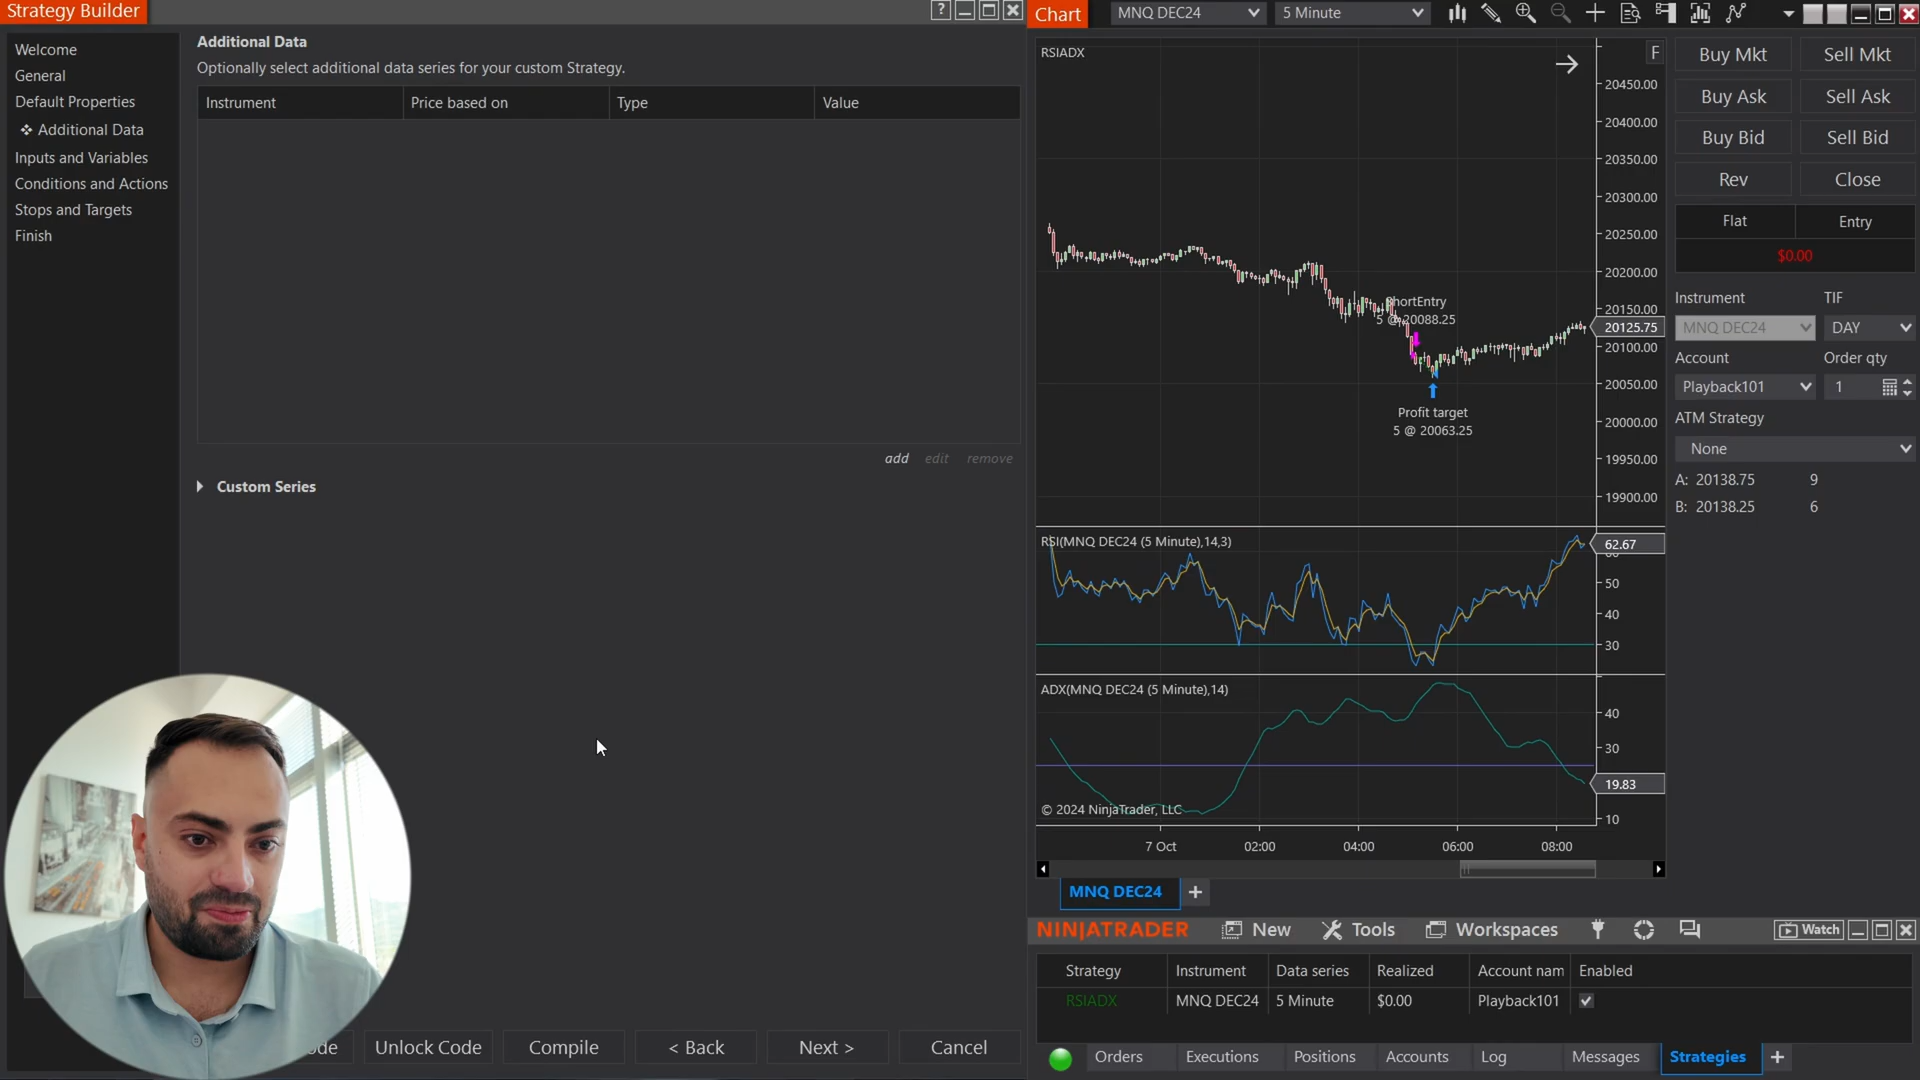 Strategy Builder
?
Welcome
General
Default Properties
Additional Data
Inputs and Variables
Conditions and Actions
Stops and Targets
Finish
Additional Data
Optionally select additional data series for your custom Strategy.
Instrument Price based on Type Value
add edit remove
Custom Series
Unlock Code Compile < Back Next > Cancel
Chart MNQ DEC24 5 Minute
RSIADX
F
20450.00
20400.00
20350.00
20300.00
20250.00
20200.00
20150.00
20125.75
20100.00
20050.00
20000.00
19950.00
19900.00
ShortEntry
5 @ 20088.25
Profit target
5 @ 20063.25
RSI(MNQ DEC24 (5 Minute),14,3)
62.67
50
40
30
ADX(MNQ DEC24 (5 Minute),14)
40
30
19.83
10
© 2024 NinjaTrader, LLC
7 Oct 02:00 04:00 06:00 08:00
MNQ DEC24 +
Buy Mkt Sell Mkt
Buy Ask Sell Ask
Buy Bid Sell Bid
Rev Close
Flat Entry
$0.00
Instrument TIF
MNQ DEC24 DAY
Account Order qty
Playback101 1
ATM Strategy
None
A: 20138.75 9
B: 20138.25 6
NINJATRADER New Tools Workspaces Watch
Strategy Instrument Data series Realized Account nam Enabled
RSIADX MNQ DEC24 5 Minute $0.00 Playback101
Orders Executions Positions Accounts Log Messages Strategies +